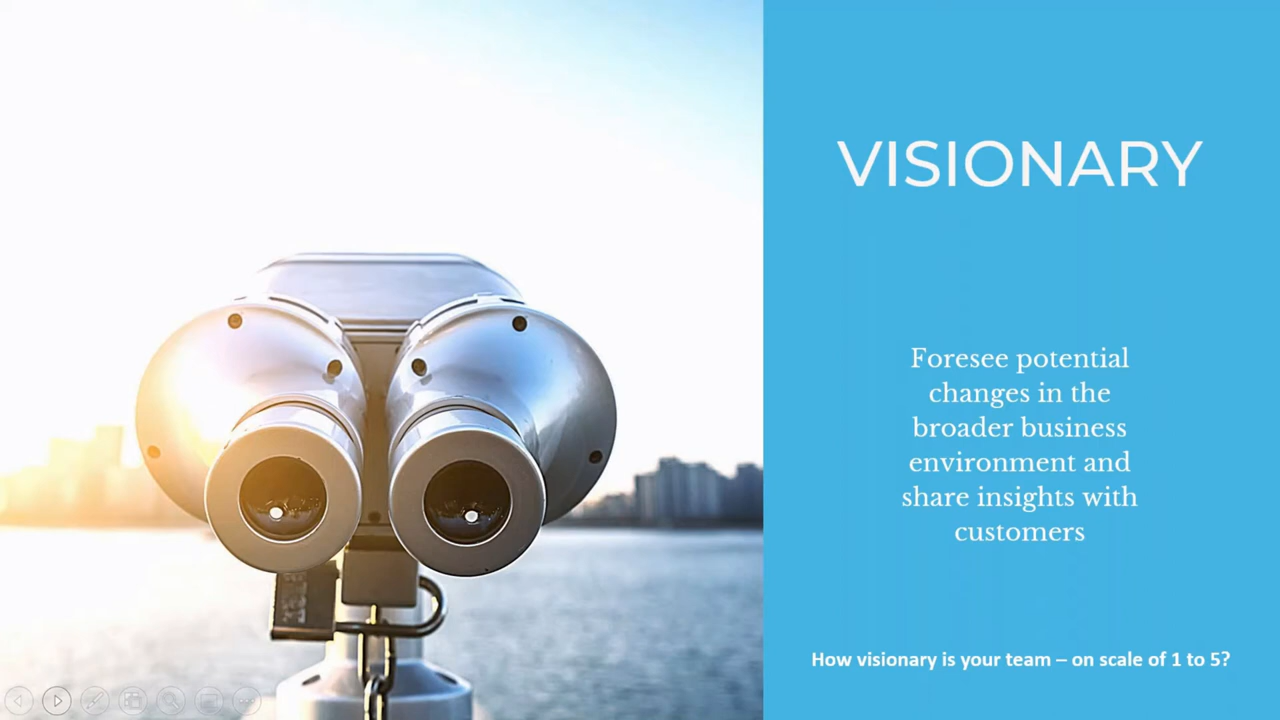 VISIONARY
Foresee potential
changes in the
broader business
environment and
share insights with
customers
How visionary is your team – on scale of 1 to 5?